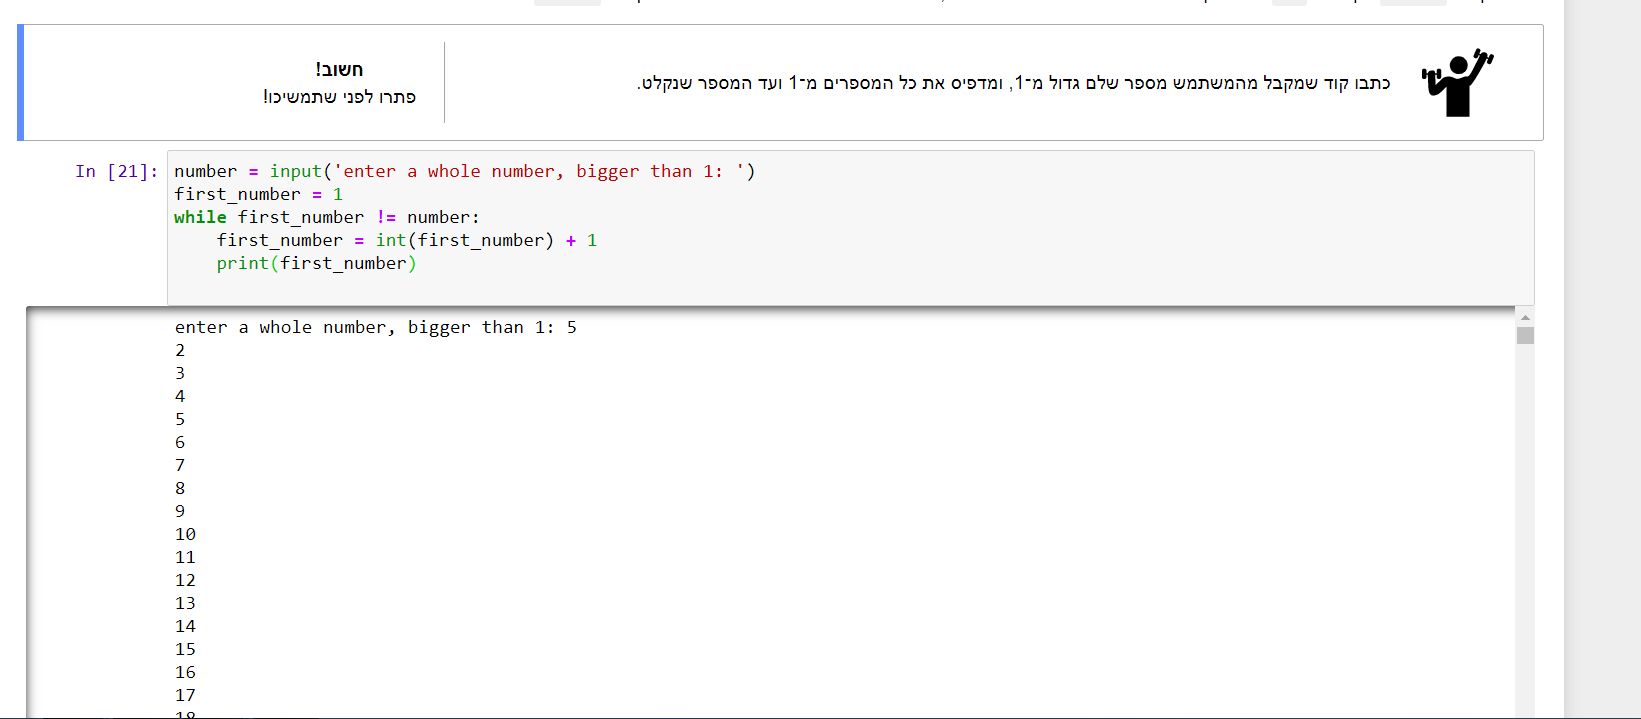 כתבו קוד שמקבל מהמשתמש מספר שלם גדול מ־1, ומדפיס את כל המספרים מ־1 ועד המספר שנקלט.
חשוב!
פתרו לפני שתמשיכו!
In [21]:
number = input('enter a whole number, bigger than 1: ')
first_number = 1
while first_number != number:
    first_number = int(first_number) + 1
    print(first_number)
enter a whole number, bigger than 1: 5
2
3
4
5
6
7
8
9
10
11
12
13
14
15
16
17